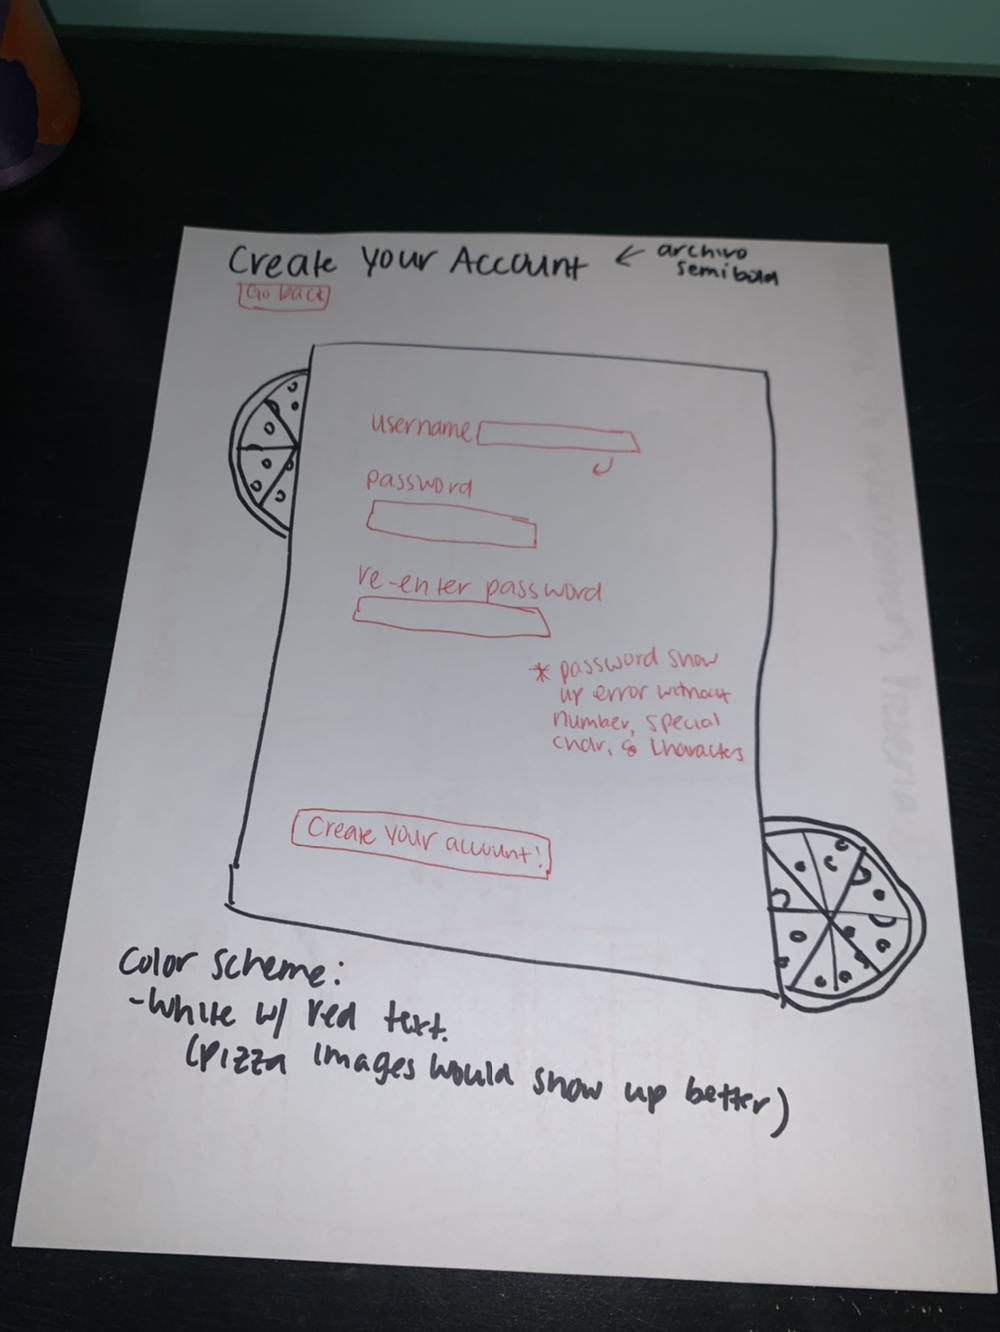 Create Your Account ← archivo
semibold
Go back
username
password
re-enter password
* password show
up error without
number, special
char, & characters
Create your account!
Color scheme:
- White w/ red text.
(pizza images would show up better)